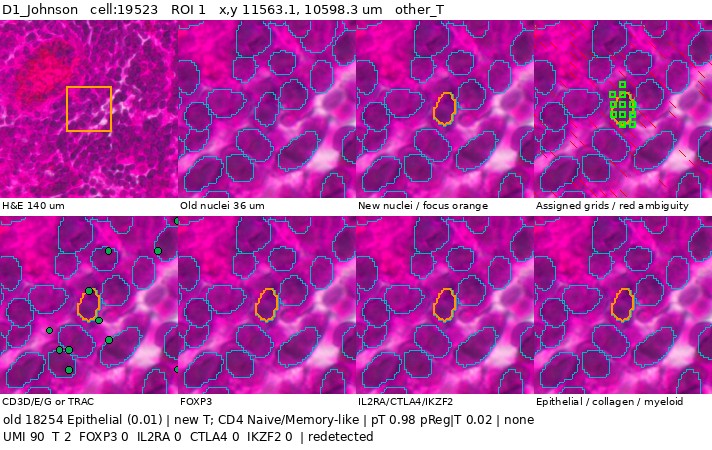 D1_Johnson   cell:19523   ROI 1   x,y 11563.1, 10598.3 um   other_T
H&E 140 um
Old nuclei 36 um
New nuclei / focus orange
Assigned grids / red ambiguity
CD3D/E/G or TRAC
FOXP3
IL2RA/CTLA4/IKZF2
Epithelial / collagen / myeloid
old 18254 Epithelial (0.01) | new T; CD4 Naive/Memory-like | pT 0.98 pReg|T 0.02 | none
UMI 90  T 2  FOXP3 0  IL2RA 0  CTLA4 0  IKZF2 0  | redetected